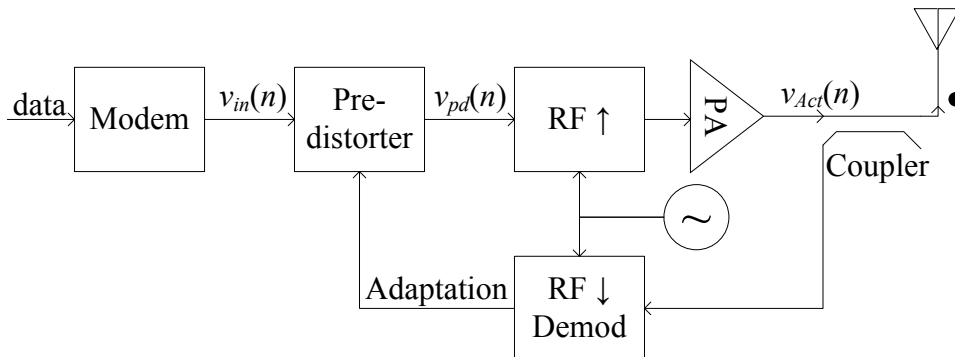 data
Modem
v_in(n)
Pre-
distorter
v_pd(n)
RF ↑
PA
v_Act(n)
Coupler
~
Adaptation
RF ↓
Demod